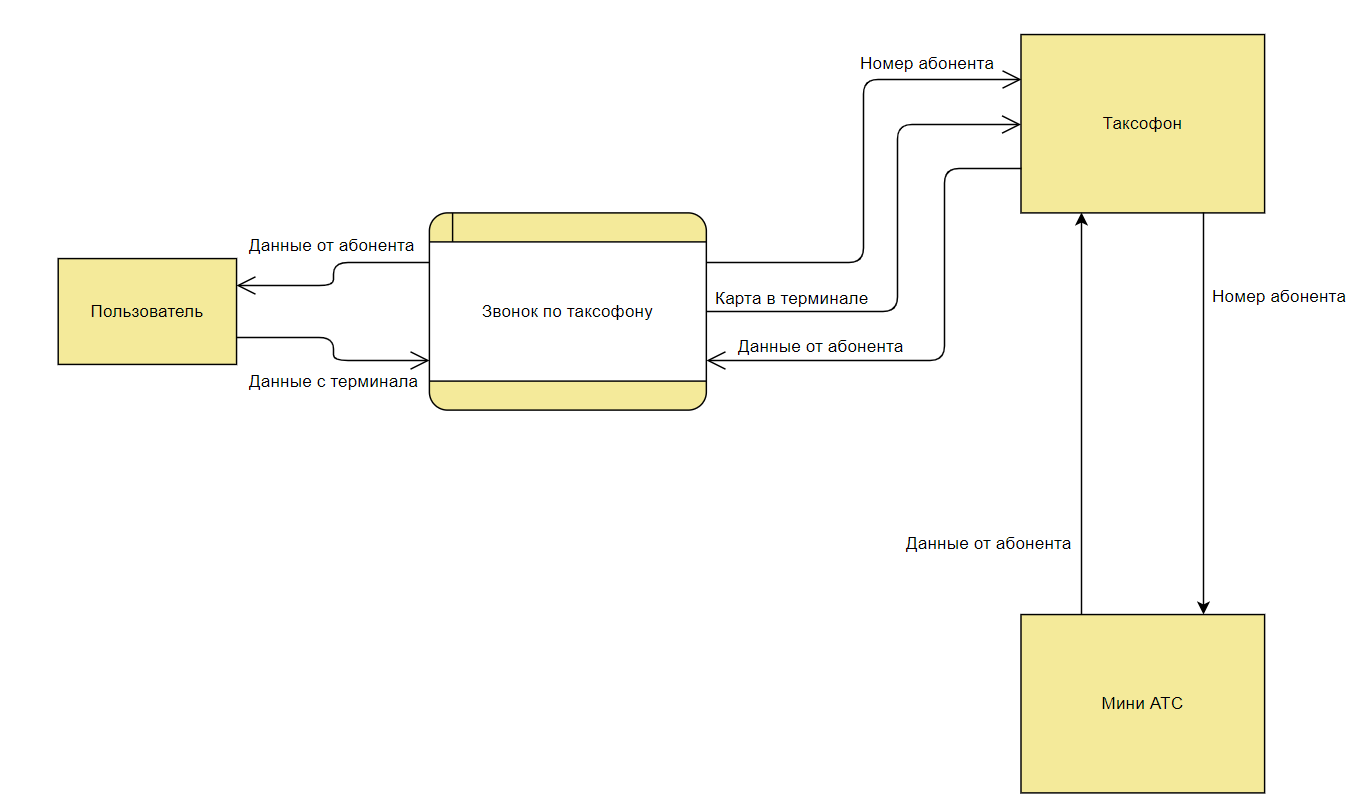 Номер абонента
Таксофон
Данные от абонента
Пользователь
Звонок по таксофону
Карта в терминале
Номер абонента
Данные от абонента
Данные с терминала
Данные от абонента
Мини АТС